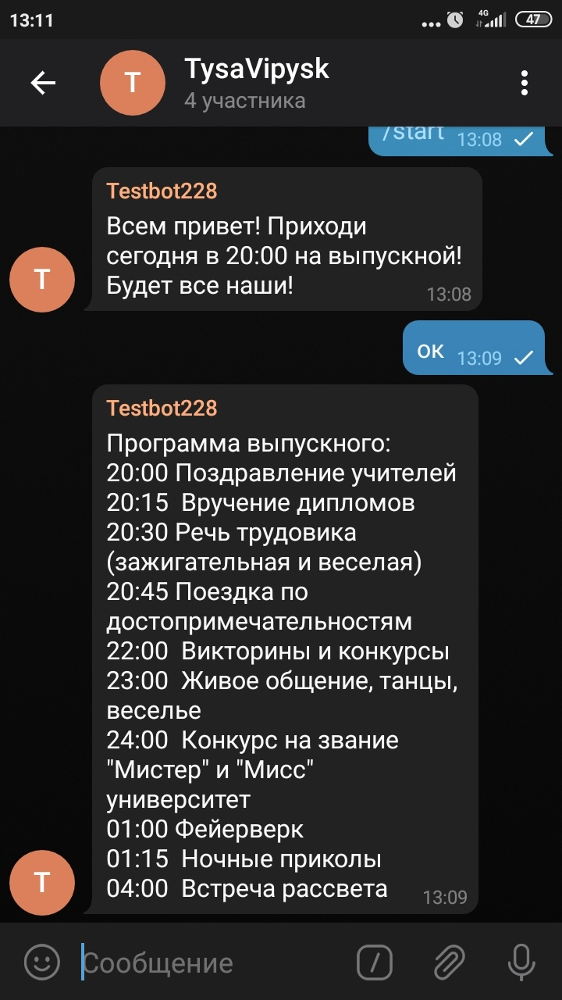 13:11
4G
47
T
TysaVipysk
4 участника
/start 13:08
Testbot228
Всем привет! Приходи
сегодня в 20:00 на выпускной!
Будет все наши!
13:08
T
ок 13:09
Testbot228
Программа выпускного:
20:00 Поздравление учителей
20:15 Вручение дипломов
20:30 Речь трудовика
(зажигательная и веселая)
20:45 Поездка по
достопримечательностям
22:00 Викторины и конкурсы
23:00 Живое общение, танцы,
веселье
24:00 Конкурс на звание
"Мистер" и "Мисс"
университет
01:00 Фейерверк
01:15 Ночные приколы
04:00 Встреча рассвета
13:09
T
Сообщение
/